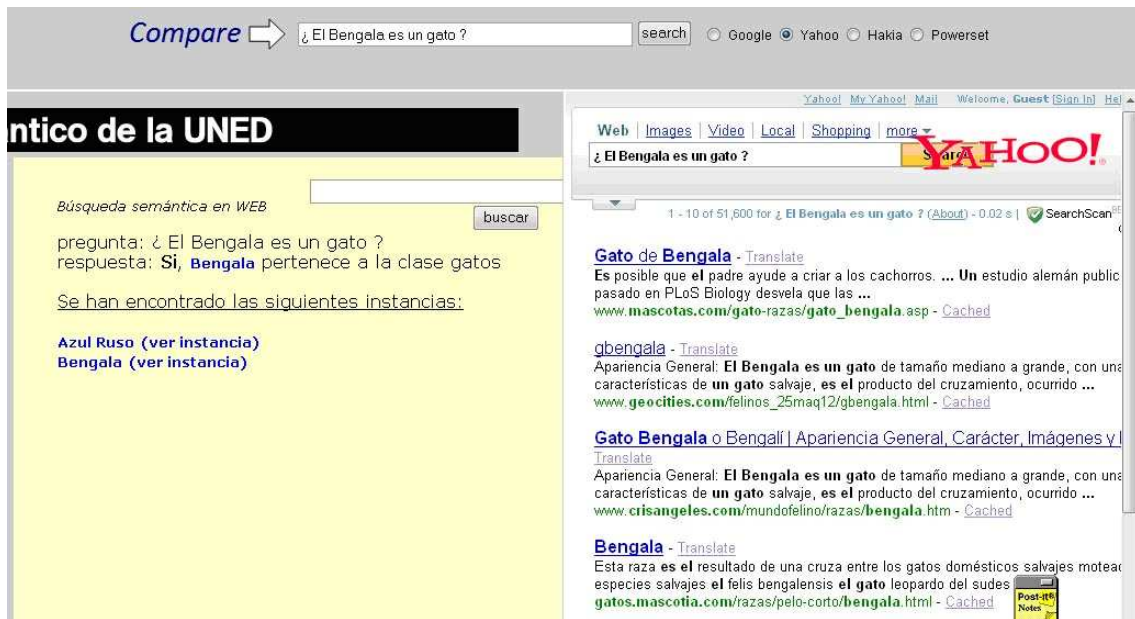 Compare
¿ El Bengala es un gato ?
search
Google Yahoo Hakia Powerset
ntico de la UNED
Búsqueda semántica en WEB
buscar
pregunta: ¿ El Bengala es un gato ?
respuesta: Si, Bengala pertenece a la clase gatos
Se han encontrado las siguientes instancias:
Azul Ruso (ver instancia)
Bengala (ver instancia)
Yahoo! My Yahoo! Mail Welcome, Guest [Sign In] Hel
Web | Images | Video | Local | Shopping | more
¿ El Bengala es un gato ?
YAHOO!
1 - 10 of 51,600 for ¿ El Bengala es un gato ? (About) - 0.02 s | SearchScan
Gato de Bengala - Translate
Es posible que el padre ayude a criar a los cachorros. ... Un estudio alemán public
pasado en PLoS Biology desvela que las ...
www.mascotas.com/gato-razas/gato_bengala.asp - Cached
gbengala - Translate
Apariencia General: El Bengala es un gato de tamaño mediano a grande, con una
características de un gato salvaje, es el producto del cruzamiento, ocurrido ...
www.geocities.com/felinos_25maq12/gbengala.html - Cached
Gato Bengala o Bengalí | Apariencia General, Carácter, Imágenes y
Translate
Apariencia General: El Bengala es un gato de tamaño mediano a grande, con una
características de un gato salvaje, es el producto del cruzamiento, ocurrido ...
www.crisangeles.com/mundofelino/razas/bengala.htm - Cached
Bengala - Translate
Esta raza es el resultado de una cruza entre los gatos domésticos salvajes motead
especies salvajes el felis bengalensis el gato leopardo del sudes
gatos.mascotia.com/razas/pelo-corto/bengala.html - Cached
Post-it®
Notes